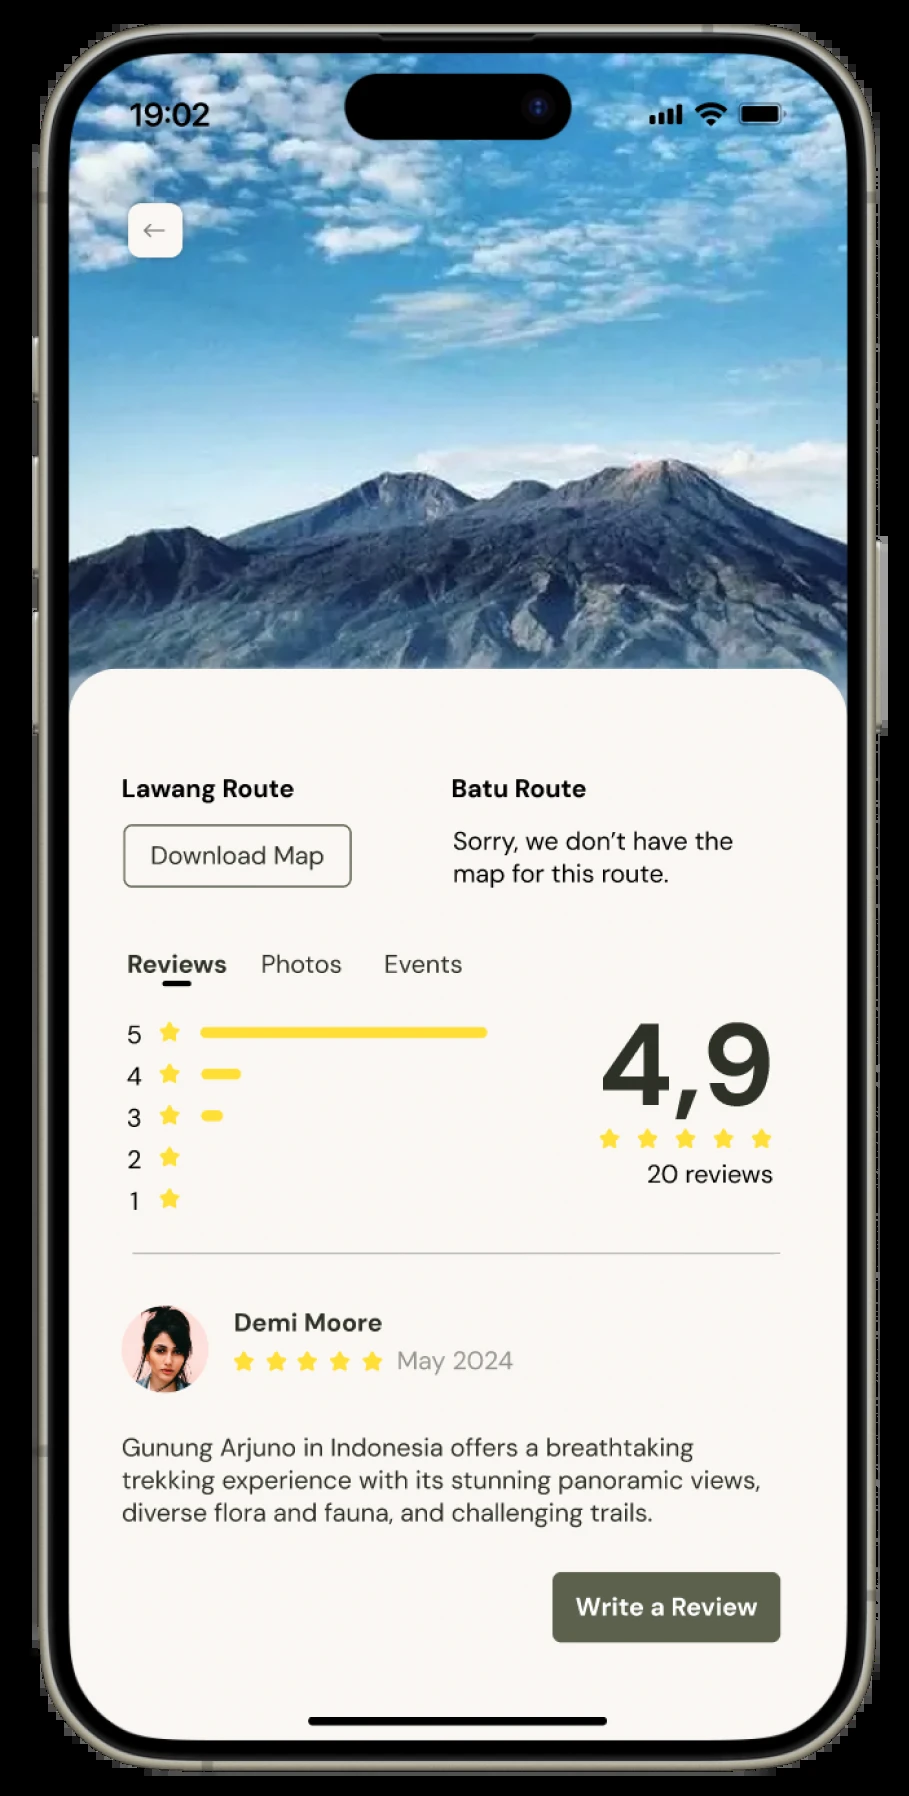 19:02
Lawang Route
Download Map
Batu Route
Sorry, we don’t have the
map for this route.
Reviews Photos Events
5
4
3
2
1
4,9
20 reviews
Demi Moore
May 2024
Gunung Arjuno in Indonesia offers a breathtaking
trekking experience with its stunning panoramic views,
diverse flora and fauna, and challenging trails.
Write a Review